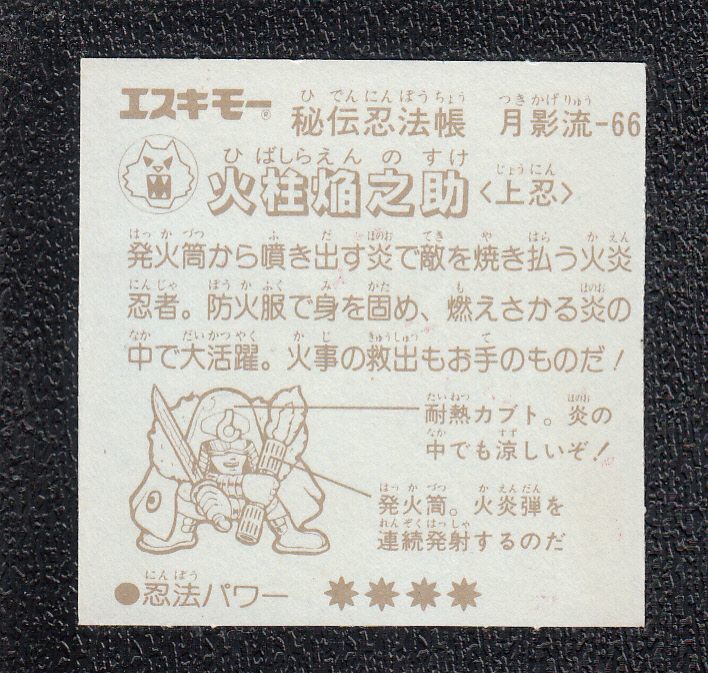 エスキモー®
ひでんにんぽうちょう つきかげりゅう
秘伝忍法帳 月影流-66
ひばしらえんのすけ じょうにん
火柱焔之助〈上忍〉
はっかづつ ふ だ ほのお てき や はら かえん
発火筒から噴き出す炎で敵を焼き払う火炎
にんじゃ ぼうかふく み かた も ほのお
忍者。防火服で身を固め、燃えさかる炎の
なか だいかつやく かじ きゅうしゅつ て
中で大活躍。火事の救出もお手のものだ!
たいねつ ほのお
耐熱カブト。炎の
なか すず
中でも涼しいぞ!
はっかづつ かえんだん
発火筒。火炎弾を
れんぞくはっしゃ
連続発射するのだ
にんぽう
●忍法パワー